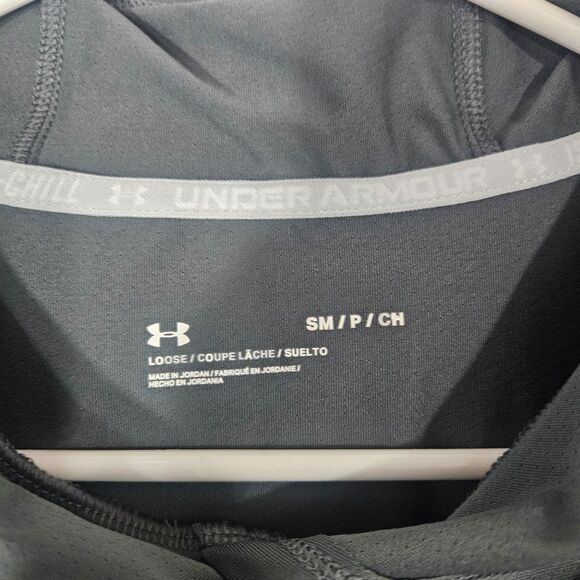 CHILL UNDER ARMOUR
SM / P / CH
LOOSE / COUPE LÂCHE / SUELTO
MADE IN JORDAN / FABRIQUÉ EN JORDANIE /
HECHO EN JORDANIA